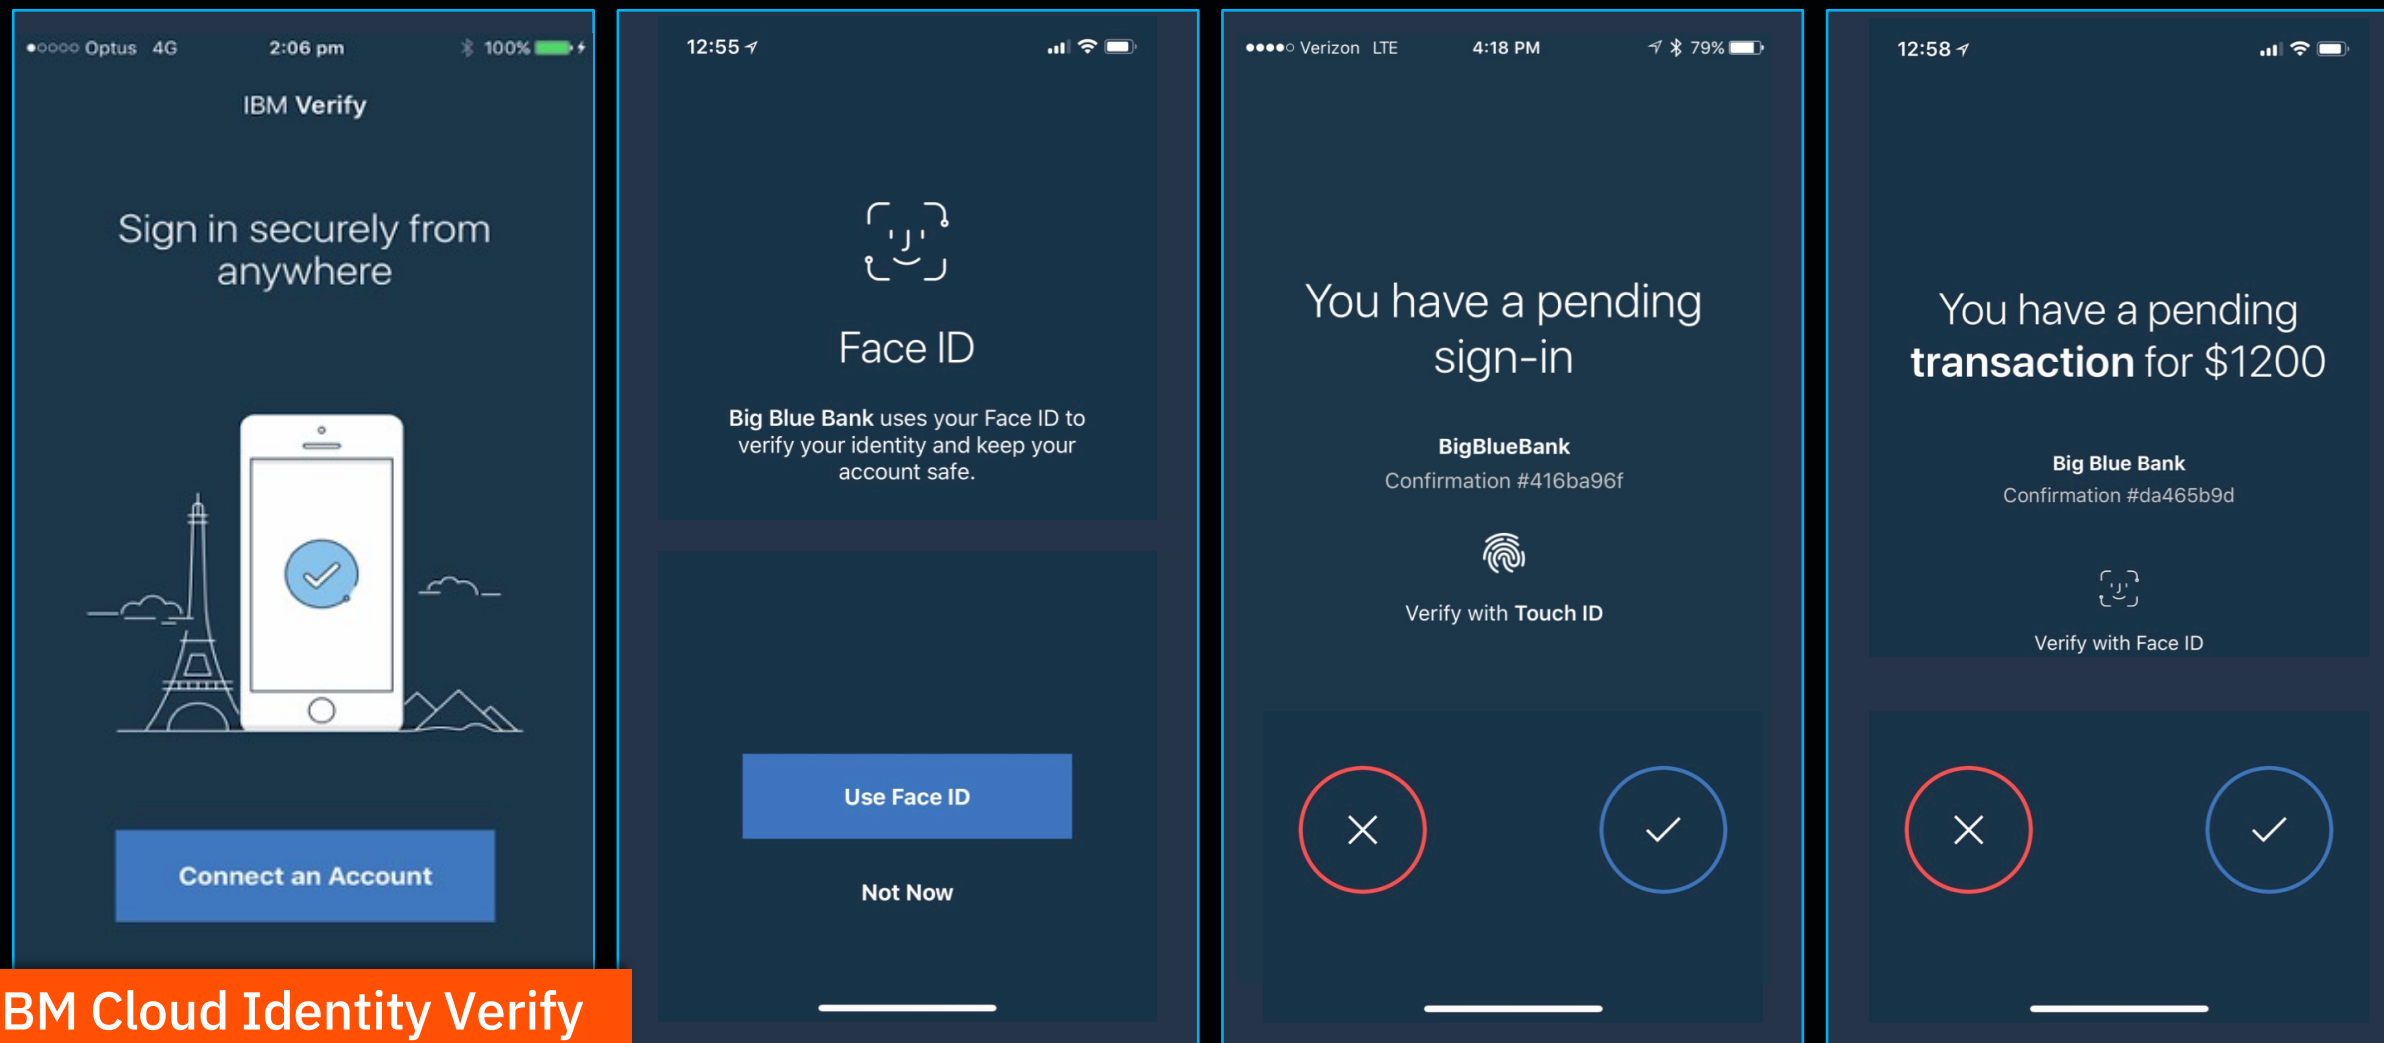 Optus 4G 2:06 pm 100%
IBM Verify
Sign in securely from
anywhere
Connect an Account
BM Cloud Identity Verify
12:55
Face ID
Big Blue Bank uses your Face ID to
verify your identity and keep your
account safe.
Use Face ID
Not Now
Verizon LTE 4:18 PM 79%
You have a pending
sign-in
BigBlueBank
Confirmation #416ba96f
Verify with Touch ID
12:58
You have a pending
transaction for $1200
Big Blue Bank
Confirmation #da465b9d
Verify with Face ID